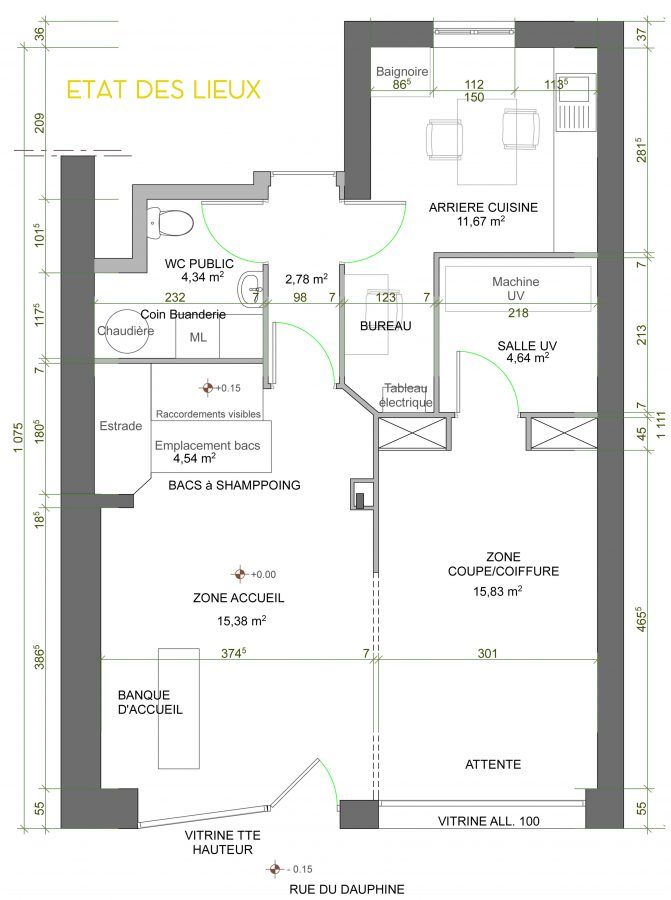 36
37
ETAT DES LIEUX
Baignoire
86⁵
112
113⁵
150
209
281⁵
ARRIERE CUISINE
11,67 m²
101⁵
WC PUBLIC
4,34 m²
2,78 m²
Machine
UV
7
232
7
98
7
123
7
218
Coin Buanderie
Chaudière
ML
BUREAU
117⁵
213
SALLE UV
4,64 m²
7
+0.15
Tableau
électrique
7
1 075
1 111
Raccordements visibles
Estrade
Emplacement bacs
4,54 m²
180⁵
45
BACS à SHAMPPOING
18⁵
ZONE
COUPE/COIFFURE
15,83 m²
+0.00
ZONE ACCUEIL
15,38 m²
465⁵
386⁵
374⁵
7
301
BANQUE
D'ACCUEIL
ATTENTE
55
55
VITRINE ALL. 100
VITRINE TTE
HAUTEUR
- 0.15
RUE DU DAUPHINE